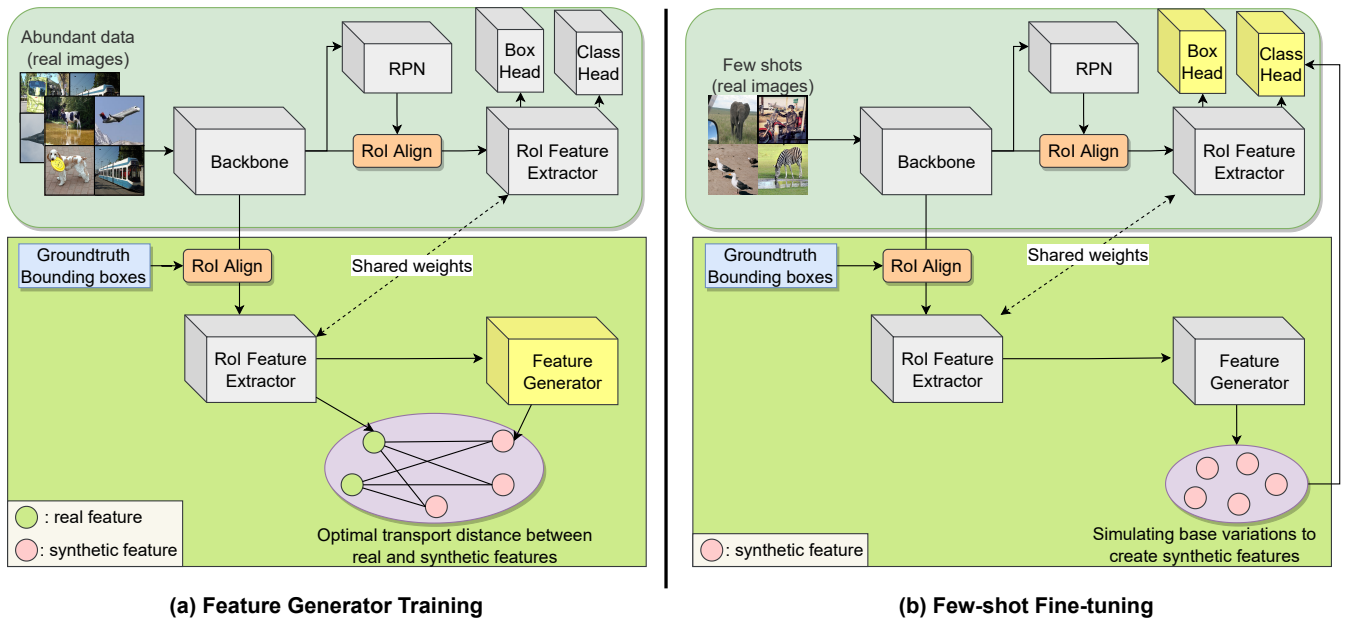 Abundant data
(real images)
Backbone
RPN
RoI Align
Box
Head
Class
Head
RoI Feature
Extractor
Groundtruth
Bounding boxes
RoI Align
Shared weights
RoI Feature
Extractor
Feature
Generator
Optimal transport distance between
real and synthetic features
: real feature
: synthetic feature
(a) Feature Generator Training
Few shots
(real images)
Backbone
RPN
RoI Align
Box
Head
Class
Head
RoI Feature
Extractor
Groundtruth
Bounding boxes
RoI Align
Shared weights
RoI Feature
Extractor
Feature
Generator
Simulating base variations to
create synthetic features
: synthetic feature
(b) Few-shot Fine-tuning